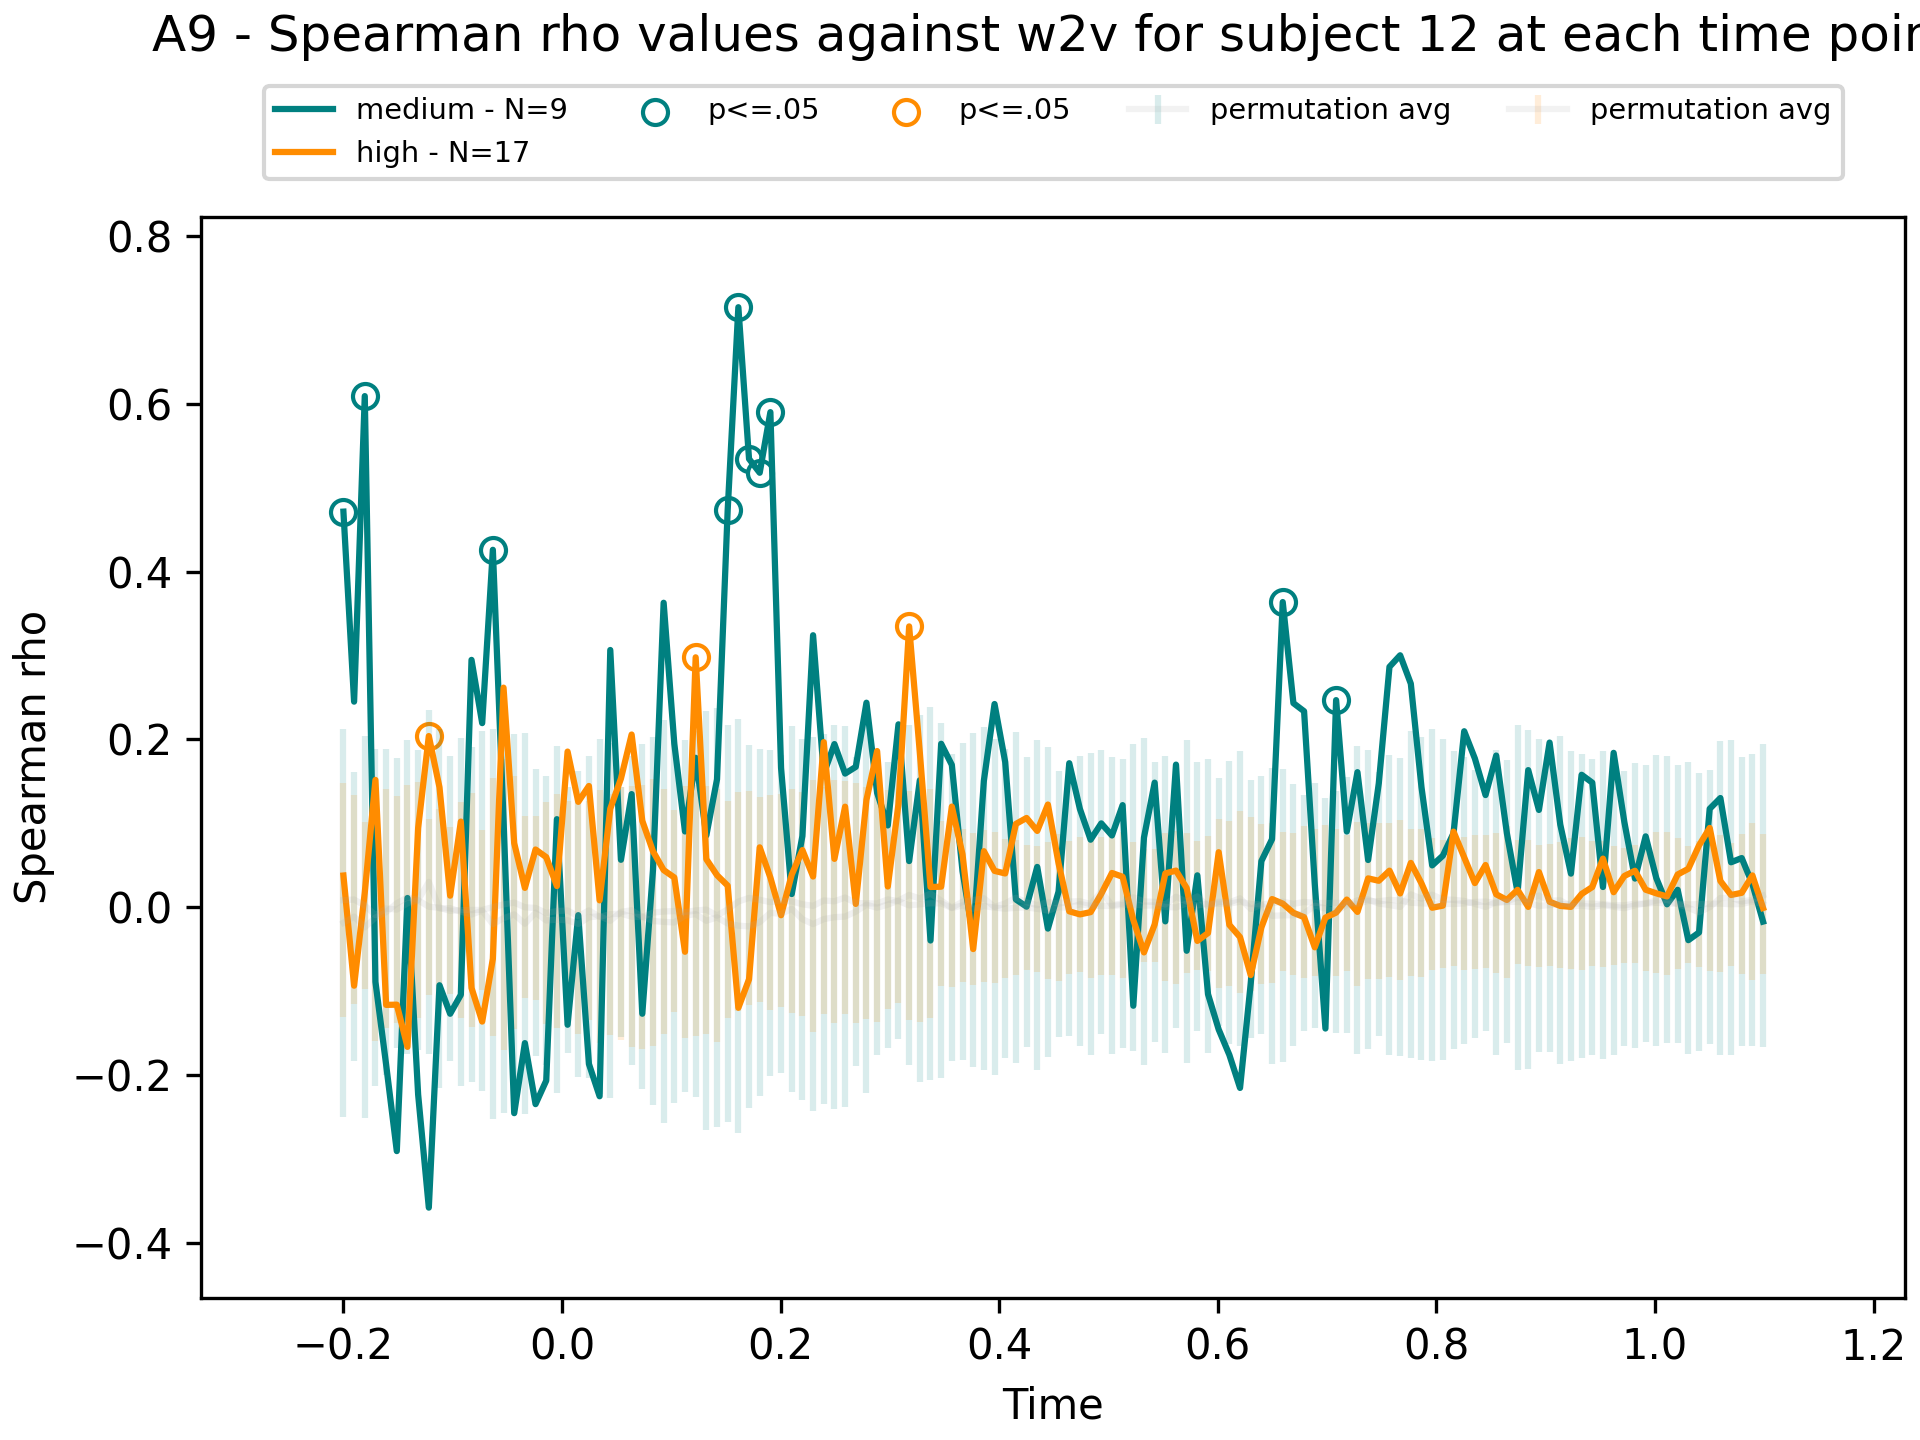 A9 - Spearman rho values against w2v for subject 12 at each time
medium - N=9
high - N=17
p<=.05
p<=.05
permutation avg
permutation avg
0.8
0.6
0.4
0.2
0.0
−0.2
−0.4
Spearman rho
−0.2 0.0 0.2 0.4 0.6 0.8 1.0 1.2
Time